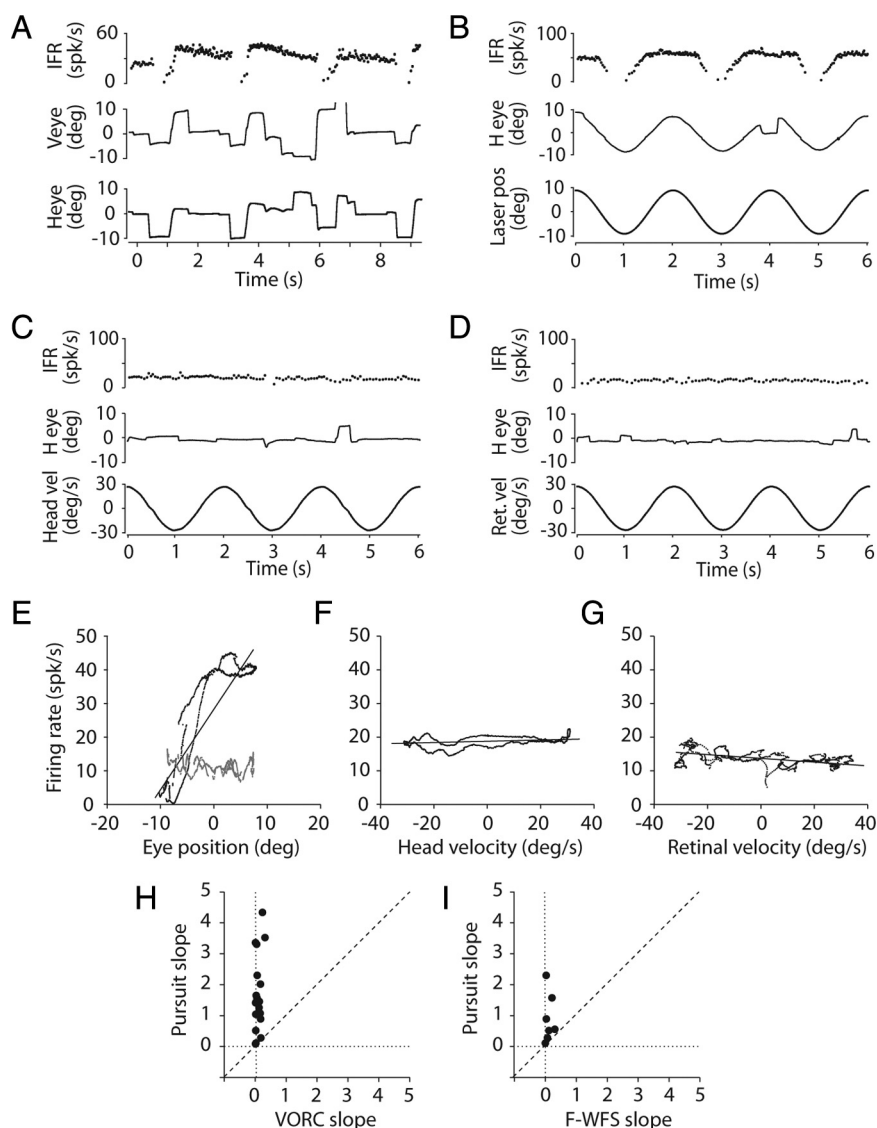 A
60
IFR
(spk/s)
0
10
Veye
(deg)
0
-10
10
Heye
(deg)
0
-10
0 2 4 6 8
Time (s)
B
100
IFR
(spk/s)
0
10
H eye
(deg)
0
-10
10
Laser pos
(deg)
0
-10
0 1 2 3 4 5 6
Time (s)
C
100
IFR
(spk/s)
0
10
H eye
(deg)
0
-10
30
Head vel
(deg/s)
0
-30
0 1 2 3 4 5 6
Time (s)
D
100
IFR
(spk/s)
0
10
H eye
(deg)
0
-10
30
Ret. vel
(deg/s)
0
-30
0 1 2 3 4 5 6
Time (s)
E
Firing rate (spk/s)
50
40
30
20
10
0
-20 -10 0 10 20
Eye position (deg)
F
50
40
30
20
10
0
-40 -20 0 20 40
Head velocity (deg/s)
G
50
40
30
20
10
0
-40 -20 0 20 40
Retinal velocity (deg/s)
H
Pursuit slope
5
4
3
2
1
0
0 1 2 3 4 5
VORC slope
I
Pursuit slope
5
4
3
2
1
0
0 1 2 3 4 5
F-WFS slope